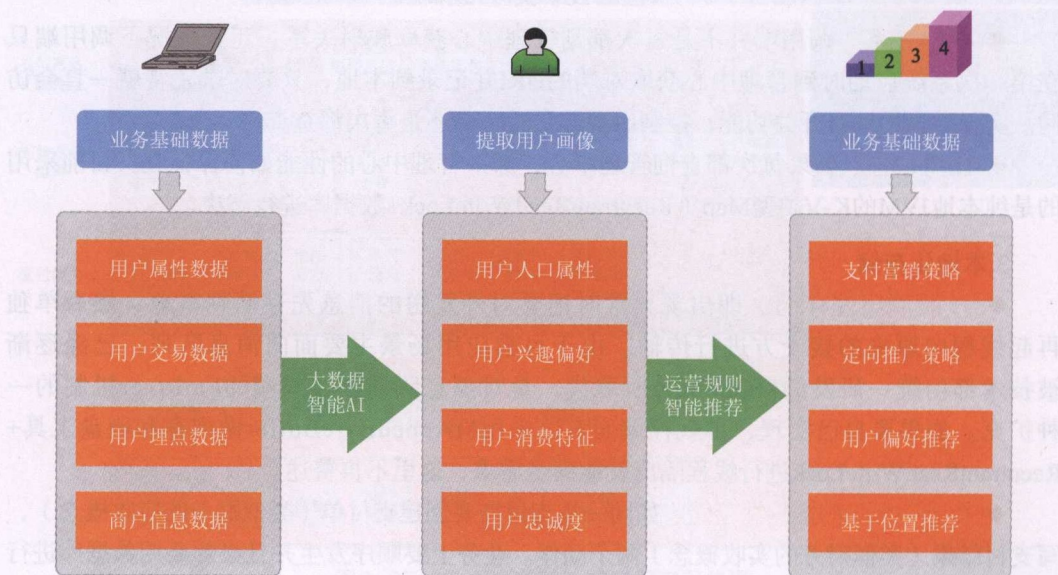 1 2 3 4
业务基础数据
提取用户画像
业务基础数据
用户属性数据
用户交易数据
用户埋点数据
商户信息数据
大数据
智能AI
用户人口属性
用户兴趣偏好
用户消费特征
用户忠诚度
运营规则
智能推荐
支付营销策略
定向推广策略
用户偏好推荐
基于位置推荐